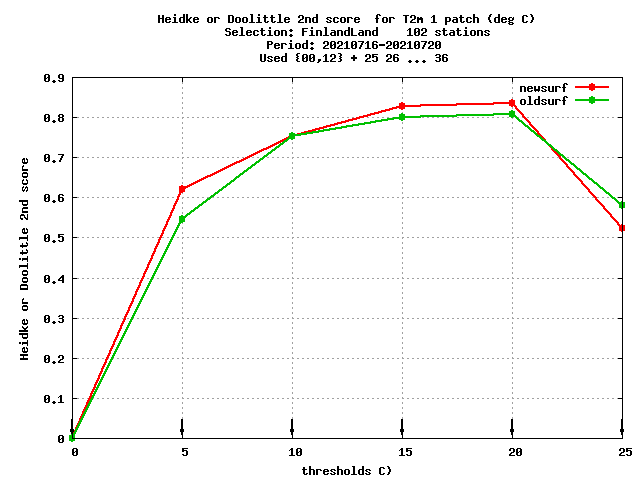 Heidke or Doolittle 2nd score  for T2m 1 patch (deg C)
Selection: FinlandLand    102 stations
Period: 20210716-20210720
Used {00,12} + 25 26 ... 36
newsurf
oldsurf
0.9
0.8
0.7
0.6
0.5
0.4
0.3
0.2
0.1
0
Heidke or Doolittle 2nd score
0 5 10 15 20 25
thresholds C)